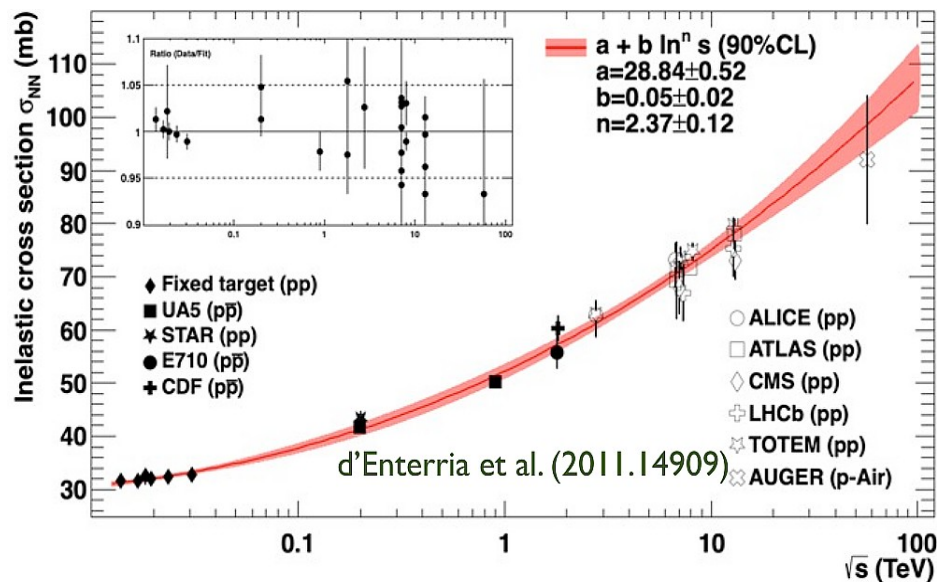 Inelastic cross section σNN (mb)
110
100
90
80
70
60
50
40
30
Ratio (Data/Fit)
1.1
1.05
1
0.95
0.9
0.1
1
10
100
a + b lnⁿ s (90%CL)
a=28.84±0.52
b=0.05±0.02
n=2.37±0.12
Fixed target (pp)
UA5 (pp̅)
STAR (pp)
E710 (pp̅)
CDF (pp̅)
ALICE (pp)
ATLAS (pp)
CMS (pp)
LHCb (pp)
TOTEM (pp)
AUGER (p-Air)
d'Enterria et al. (2011.14909)
0.1
1
10
100
√s (TeV)